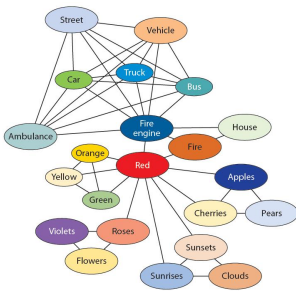 Street
Vehicle
Truck
Car
Bus
Ambulance
Fire
engine
House
Fire
Orange
Red
Yellow
Apples
Green
Cherries
Pears
Violets
Roses
Flowers
Sunsets
Sunrises
Clouds